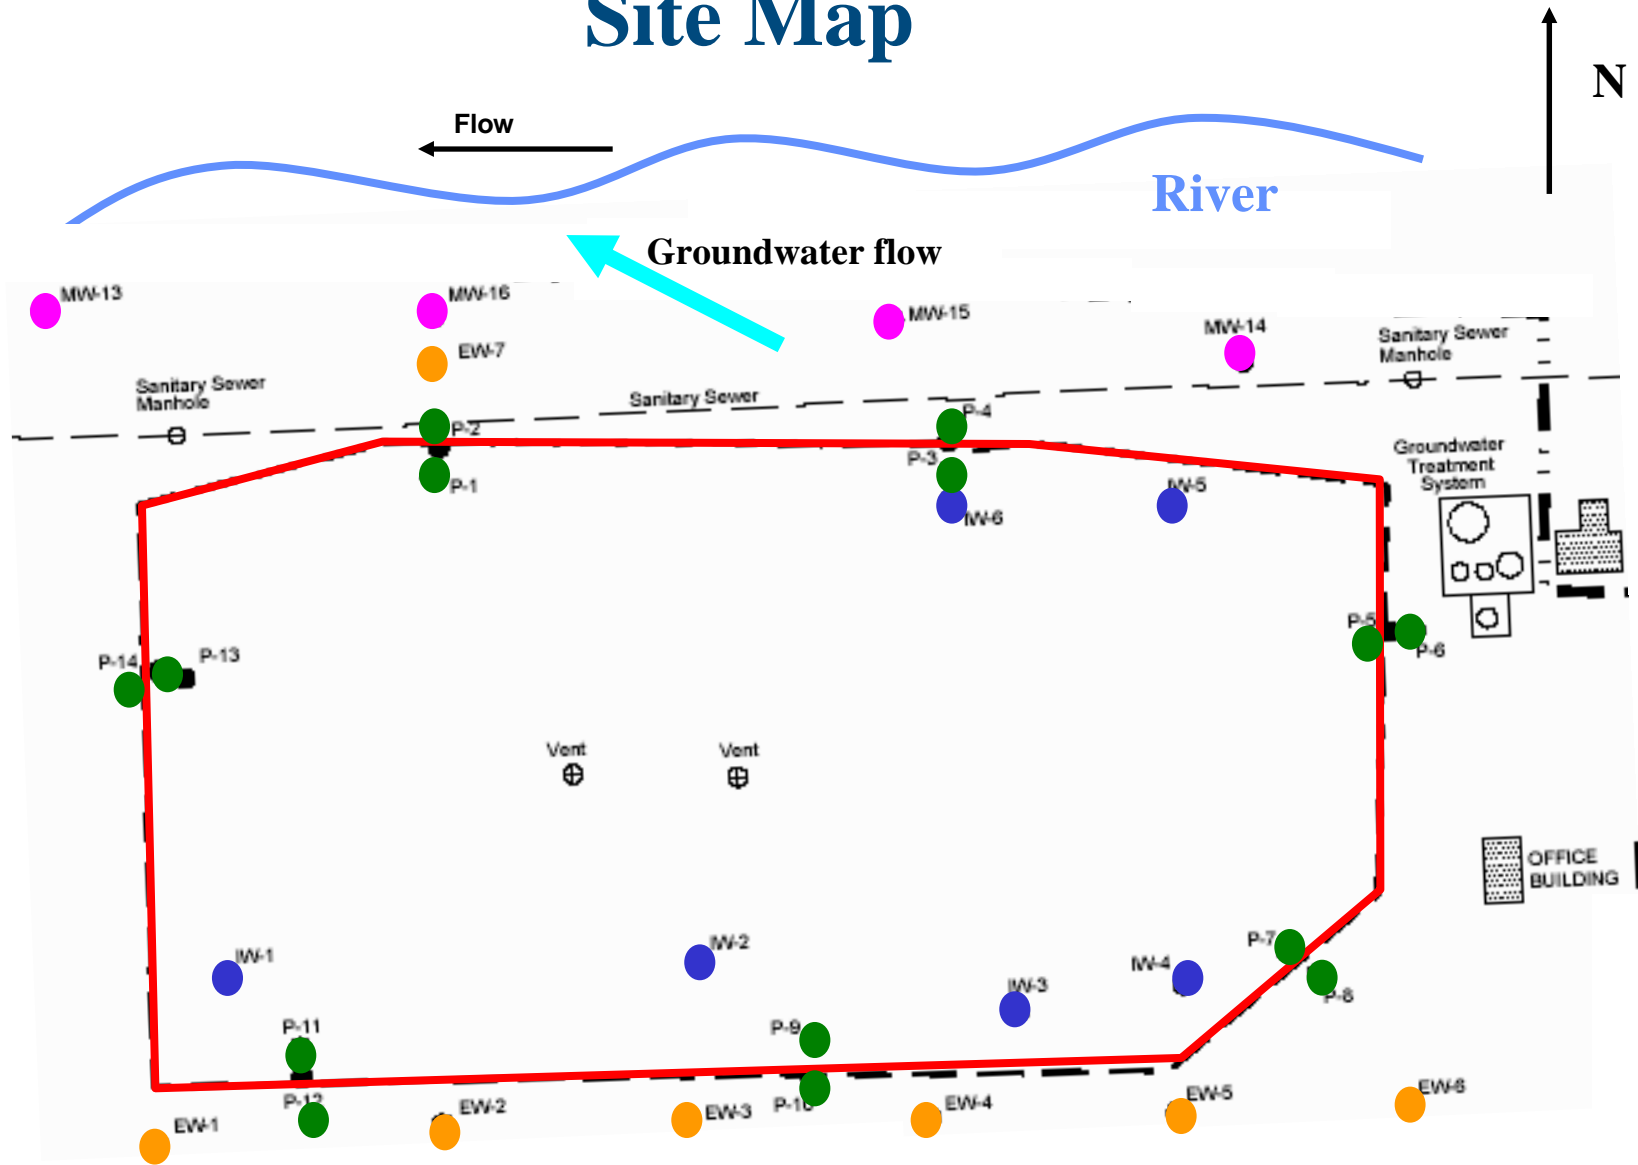 Site Map
N
Flow
River
Groundwater flow
MW-13
MW-16
MW-15
MW-14
EW-7
Sanitary Sewer
Manhole
Sanitary Sewer
Manhole
Sanitary Sewer
P-2
P-4
P-3
P-1
IW-6
IW-5
Groundwater
Treatment
System
P-5
P-6
P-14
P-13
Vent
Vent
OFFICE
BUILDING
IW-1
IW-2
IW-3
IW-4
P-7
P-8
P-11
P-9
P-12
P-10
EW-1
EW-2
EW-3
EW-4
EW-5
EW-6